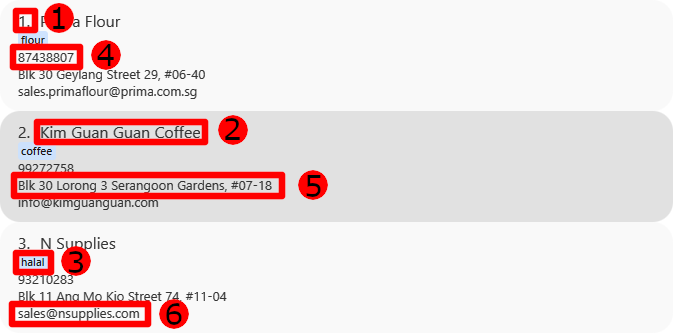 1. a Flour
1
flour
87438807
4
Blk 30 Geylang Street 29, #06-40
sales.primaflour@prima.com.sg
2. Kim Guan Guan Coffee
2
coffee
99272758
Blk 30 Lorong 3 Serangoon Gardens, #07-18
5
info@kimguanguan.com
3. N Supplies
halal
3
93210283
Blk 11 Ang Mo Kio Street 74, #11-04
sales@nsupplies.com
6